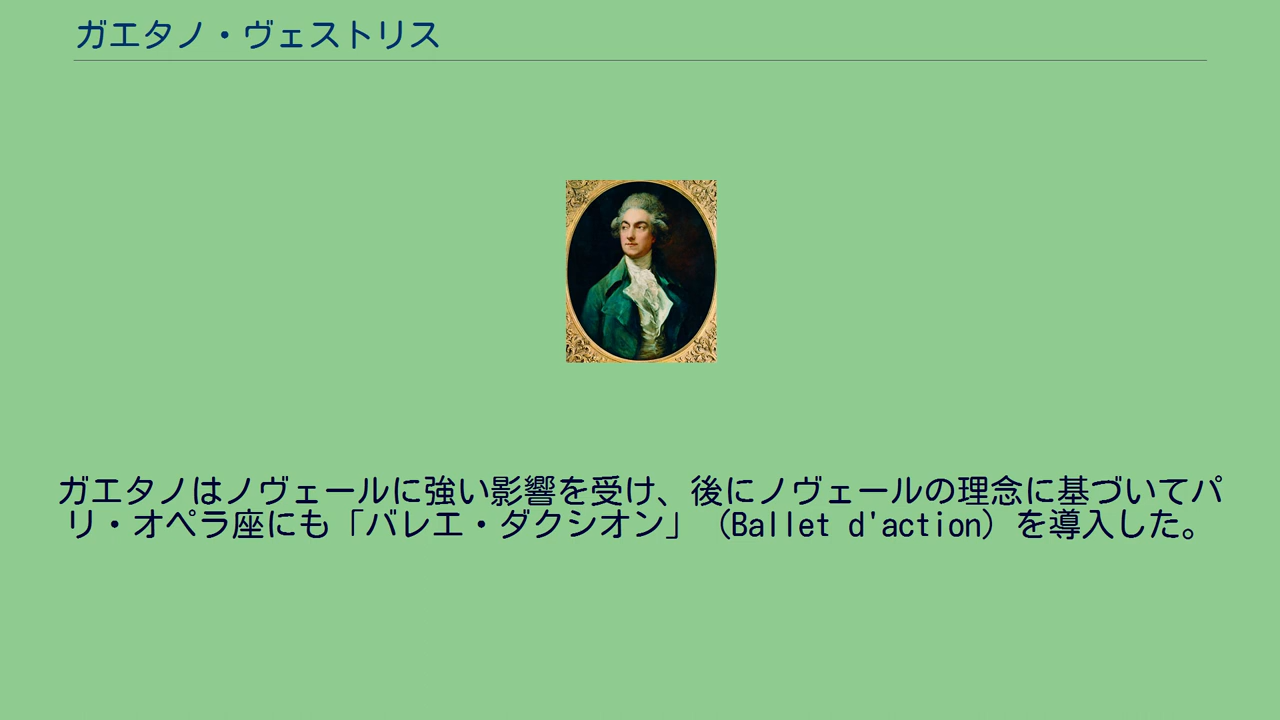 ガエタノ・ヴェストリス
ガエタノはノヴェールに強い影響を受け、後にノヴェールの理念に基づいてパ
リ・オペラ座にも「バレエ・ダクシオン」（Ballet d'action）を導入した。